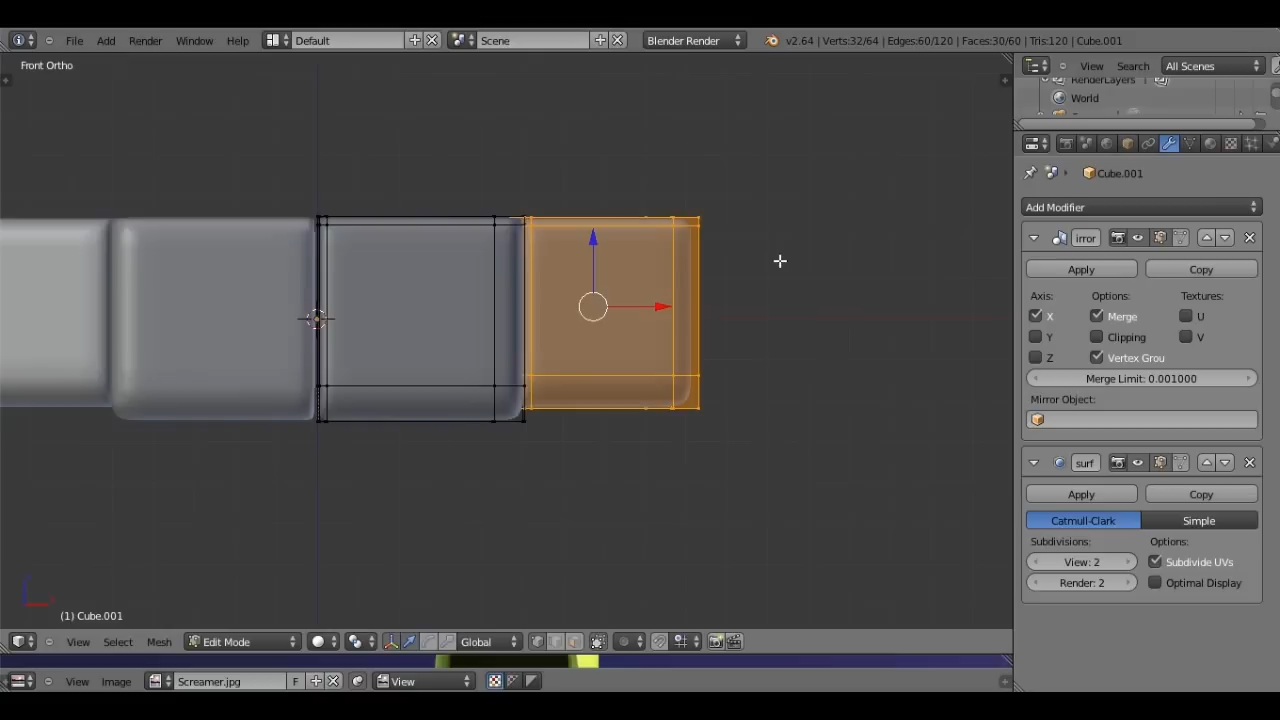 File Add Render Window Help Default Scene Blender Render v2.64 | Verts:32/64 | Edges:60/120 | Faces:30/60 | Tris:120 | Cube.001
Front Ortho
View Search All Scenes
RenderLayers
World
Cube.001
Add Modifier
irror
Apply Copy
Axis: Options: Textures:
X Merge U
Y Clipping V
Z Vertex Grou
Merge Limit: 0.001000
Mirror Object:
surf
Apply Copy
Catmull-Clark Simple
Subdivisions: Options:
View: 2 Subdivide UVs
Render: 2 Optimal Display
(1) Cube.001
View Select Mesh Edit Mode Global
View Image Screamer.jpg F View